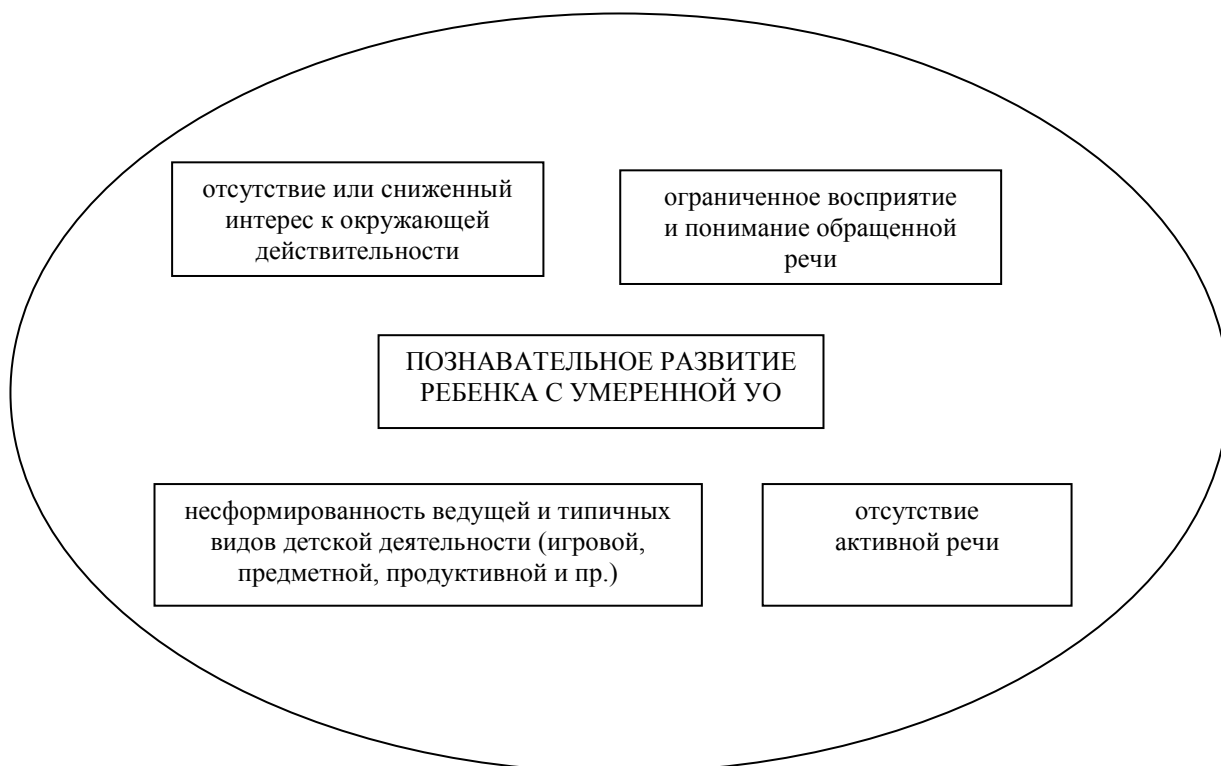 отсутствие или сниженный
интерес к окружающей
действительности
ограниченное восприятие
и понимание обращенной
речи
ПОЗНАВАТЕЛЬНОЕ РАЗВИТИЕ
РЕБЕНКА С УМЕРЕННОЙ УО
несформированность ведущей и типичных
видов детской деятельности (игровой,
предметной, продуктивной и пр.)
отсутствие
активной речи